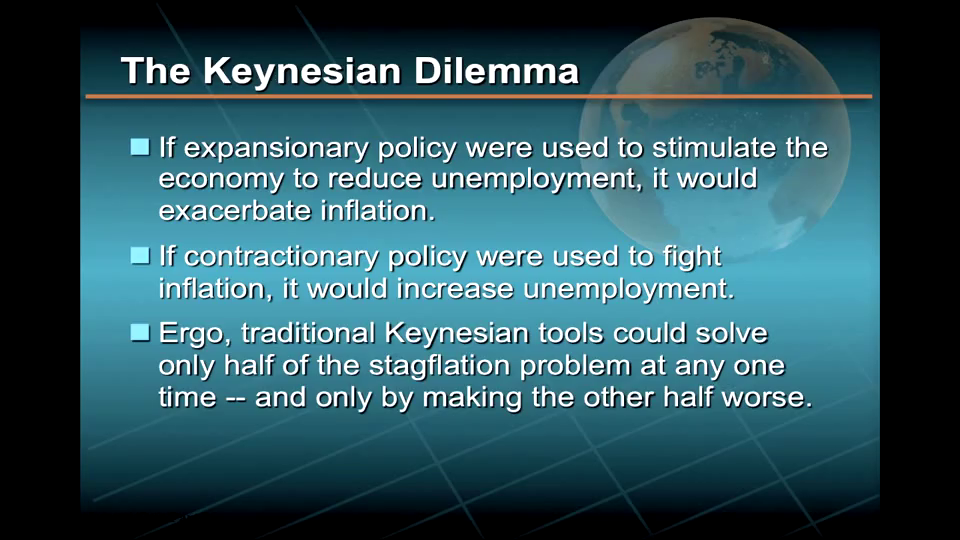 The Keynesian Dilemma
If expansionary policy were used to stimulate the
economy to reduce unemployment, it would
exacerbate inflation.
If contractionary policy were used to fight
inflation, it would increase unemployment.
Ergo, traditional Keynesian tools could solve
only half of the stagflation problem at any one
time -- and only by making the other half worse.